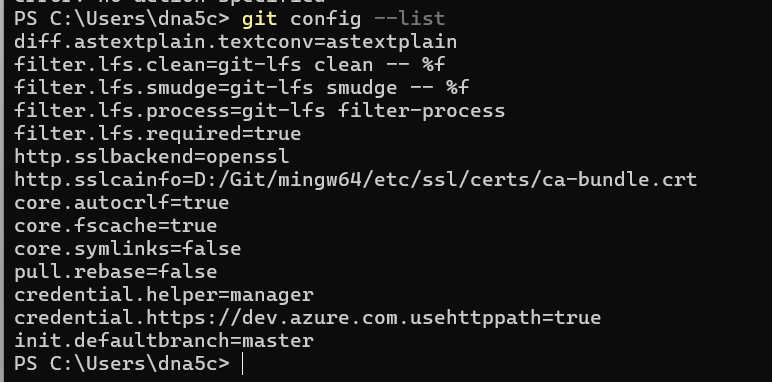 PS C:\Users\dna5c> git config --list
diff.astextplain.textconv=astextplain
filter.lfs.clean=git-lfs clean -- %f
filter.lfs.smudge=git-lfs smudge -- %f
filter.lfs.process=git-lfs filter-process
filter.lfs.required=true
http.sslbackend=openssl
http.sslcainfo=D:/Git/mingw64/etc/ssl/certs/ca-bundle.crt
core.autocrlf=true
core.fscache=true
core.symlinks=false
pull.rebase=false
credential.helper=manager
credential.https://dev.azure.com.usehttppath=true
init.defaultbranch=master
PS C:\Users\dna5c>